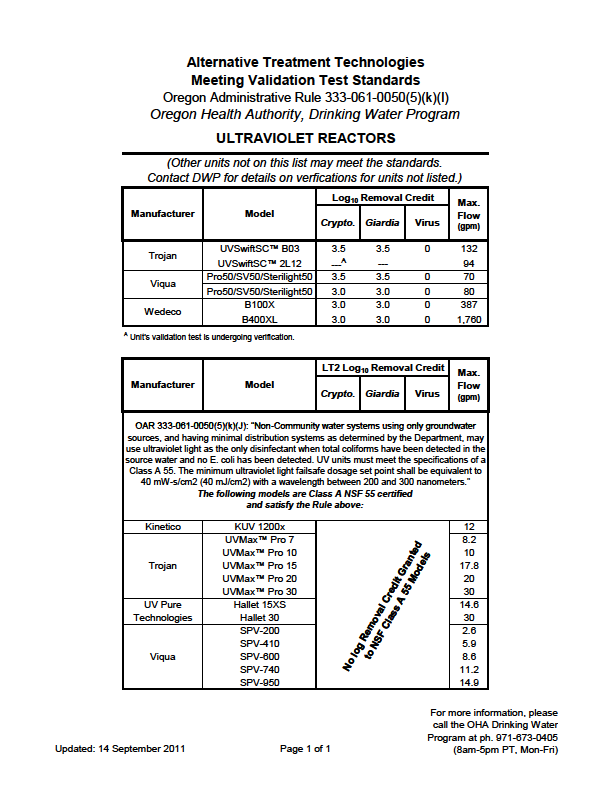 Alternative Treatment Technologies
Meeting Validation Test Standards
Oregon Administrative Rule 333-061-0050(5)(k)(I)
Oregon Health Authority, Drinking Water Program
ULTRAVIOLET REACTORS
(Other units not on this list may meet the standards.
Contact DWP for details on verfications for units not listed.)
Manufacturer Model Log10 Removal Credit Max. Flow (gpm)
Crypto. Giardia Virus
Trojan UVSwiftSC™ B03 3.5 3.5 0 132
UVSwiftSC™ 2L12 ---^ --- 94
Viqua Pro50/SV50/Sterilight50 3.5 3.5 0 70
Pro50/SV50/Sterilight50 3.0 3.0 0 80
Wedeco B100X 3.0 3.0 0 387
B400XL 3.0 3.0 0 1,760
^ Unit's validation test is undergoing verification.
Manufacturer Model LT2 Log10 Removal Credit Max. Flow (gpm)
Crypto. Giardia Virus
OAR 333-061-0050(5)(k)(J): "Non-Community water systems using only groundwater
sources, and having minimal distribution systems as determined by the Department, may
use ultraviolet light as the only disinfectant when total coliforms have been detected in the
source water and no E. coli has been detected. UV units must meet the specifications of a
Class A 55. The minimum ultraviolet light failsafe dosage set point shall be equivalent to
40 mW-s/cm2 (40 mJ/cm2) with a wavelength between 200 and 300 nanometers."
The following models are Class A NSF 55 certified
and satisfy the Rule above:
Kinetico KUV 1200x 12
Trojan UVMax™ Pro 7 8.2
UVMax™ Pro 10 10
UVMax™ Pro 15 17.8
UVMax™ Pro 20 20
UVMax™ Pro 30 30
UV Pure Technologies Hallet 15XS 14.6
Hallet 30 30
Viqua SPV-200 2.6
SPV-410 5.9
SPV-600 8.6
SPV-740 11.2
SPV-950 14.9
No log Removal Credit Granted
to NSF Class A 55 Models
For more information, please
call the OHA Drinking Water
Program at ph. 971-673-0405
(8am-5pm PT, Mon-Fri)
Updated: 14 September 2011
Page 1 of 1